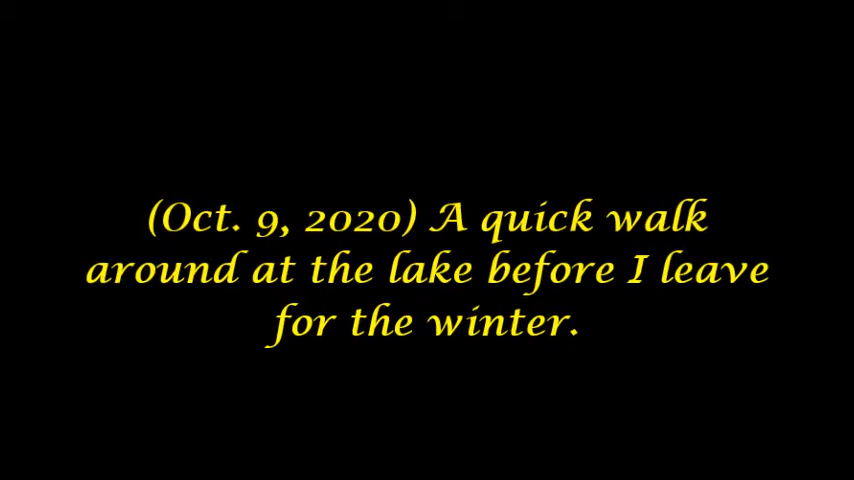 (Oct. 9, 2020) A quick walk
around at the lake before I leave
for the winter.